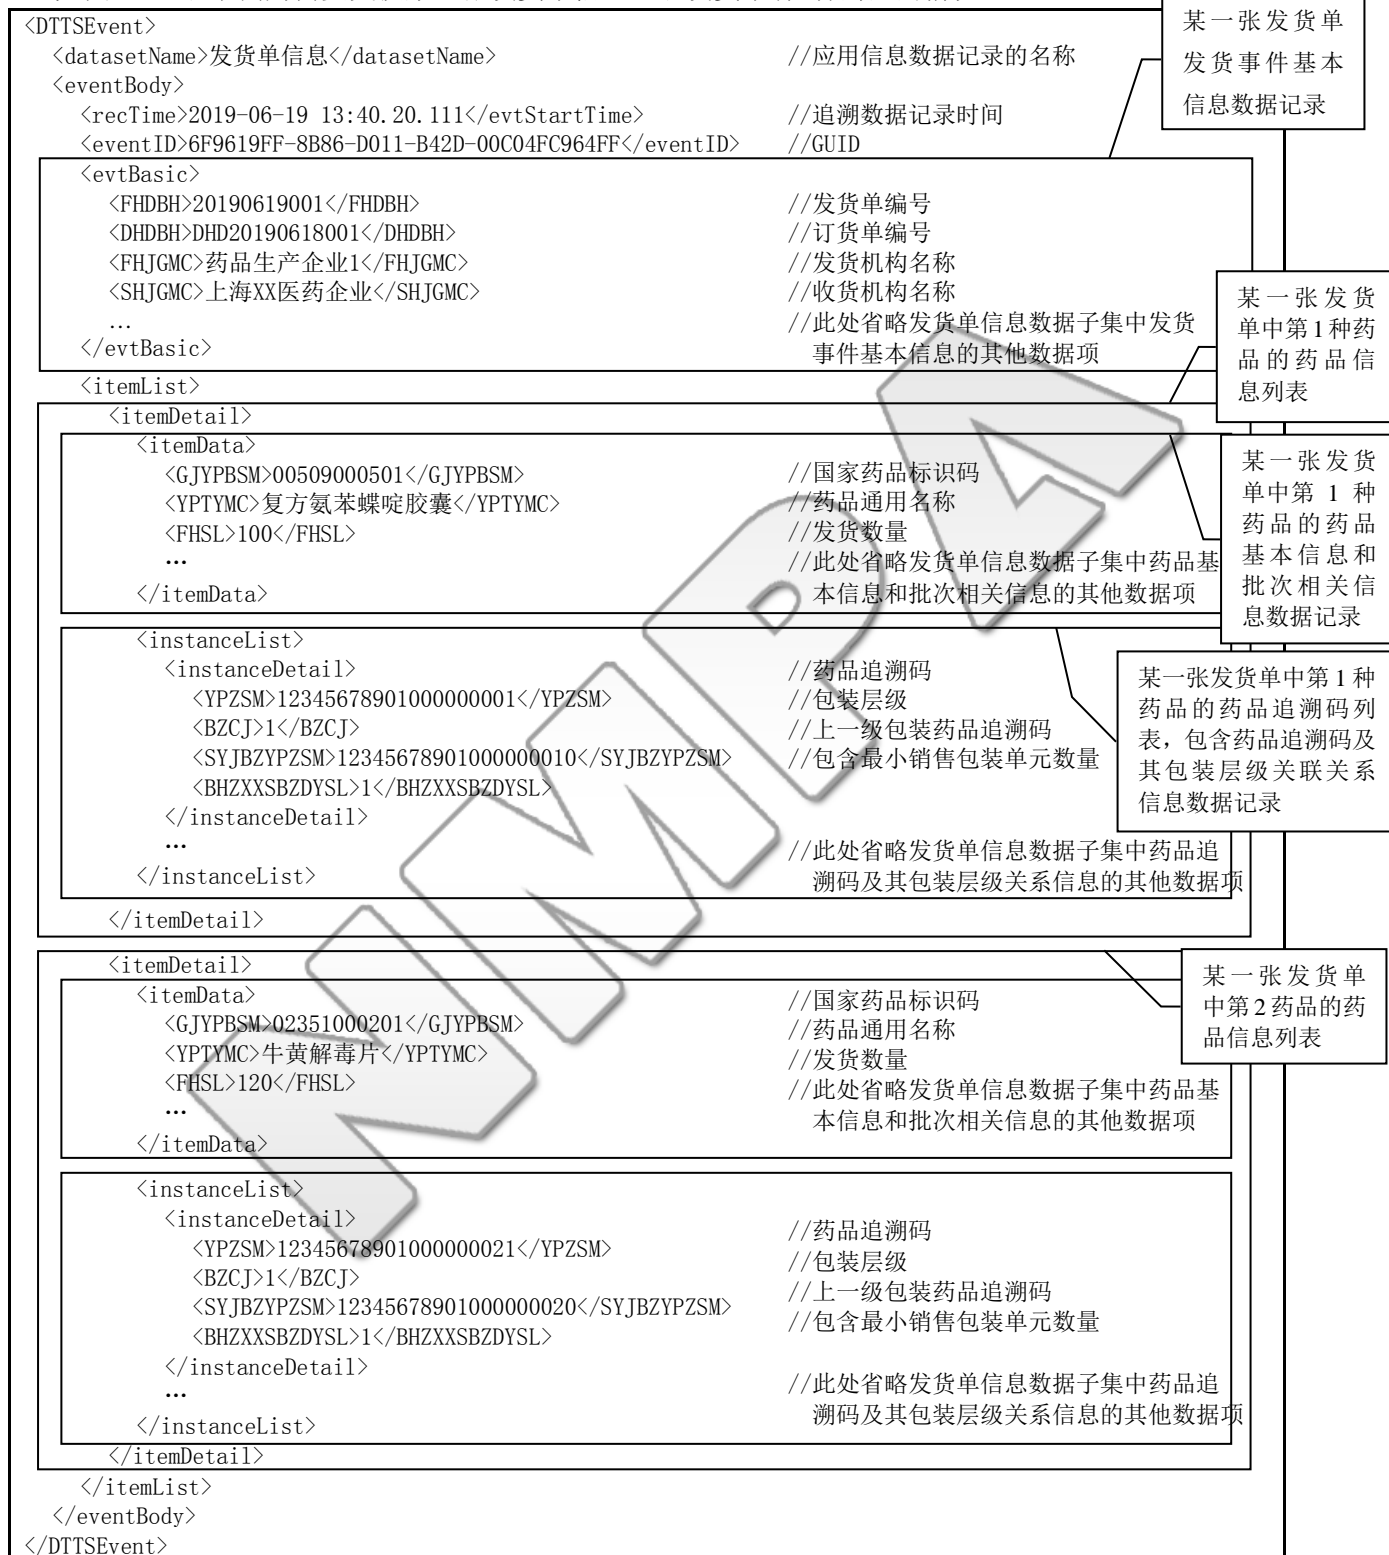 <DTTSEvent>
<datasetName>发货单信息</datasetName> //应用信息数据记录的名称
<eventBody>
<recTime>2019-06-19 13:40.20.111</evtStartTime> //追溯数据记录时间
<eventID>6F9619FF-8B86-D011-B42D-00C04FC964FF</eventID> //GUID
某一张发货单
发货事件基本
信息数据记录
<evtBasic>
<FHDBH>20190619001</FHDBH> //发货单编号
<DHDBH>DHD20190618001</DHDBH> //订货单编号
<FHJGMC>药品生产企业1</FHJGMC> //发货机构名称
<SHJGMC>上海XX医药企业</SHJGMC> //收货机构名称
… //此处省略发货单信息数据子集中发货
</evtBasic> 事件基本信息的其他数据项
某一张发货
单中第1种药
品的药品信
息列表
<itemList>
<itemDetail>
<itemData>
<GJYPBSM>00509000501</GJYPBSM> //国家药品标识码
<YPTYMC>复方氨苯蝶啶胶囊</YPTYMC> //药品通用名称
<FHSL>100</FHSL> //发货数量
… //此处省略发货单信息数据子集中药品基
</itemData> 本信息和批次相关信息的其他数据项
某一张发货
单中第1种
药品的药品
基本信息和
批次相关信
息数据记录
<instanceList>
<instanceDetail> //药品追溯码
<YPZSM>12345678901000000001</YPZSM> //包装层级
<BZCJ>1</BZCJ> //上一级包装药品追溯码
<SYJBZYPZSM>12345678901000000010</SYJBZYPZSM> //包含最小销售包装单元数量
<BHZXXSBZDYSL>1</BHZXXSBZDYSL>
</instanceDetail>
… //此处省略发货单信息数据子集中药品追
</instanceList> 溯码及其包装层级关系信息的其他数据项
某一张发货单中第1种
药品的药品追溯码列
表，包含药品追溯码及
其包装层级关联关系
信息数据记录
</itemDetail>
<itemDetail>
<itemData> //国家药品标识码
<GJYPBSM>02351000201</GJYPBSM> //药品通用名称
<YPTYMC>牛黄解毒片</YPTYMC> //发货数量
<FHSL>120</FHSL> //此处省略发货单信息数据子集中药品基
… 本信息和批次相关信息的其他数据项
</itemData>
某一张发货单
中第2药品的药
品信息列表
<instanceList>
<instanceDetail> //药品追溯码
<YPZSM>12345678901000000021</YPZSM> //包装层级
<BZCJ>1</BZCJ> //上一级包装药品追溯码
<SYJBZYPZSM>12345678901000000020</SYJBZYPZSM> //包含最小销售包装单元数量
<BHZXXSBZDYSL>1</BHZXXSBZDYSL>
</instanceDetail>
… //此处省略发货单信息数据子集中药品追
</instanceList> 溯码及其包装层级关系信息的其他数据项
</itemDetail>
</itemList>
</eventBody>
</DTTSEvent>
NMPA